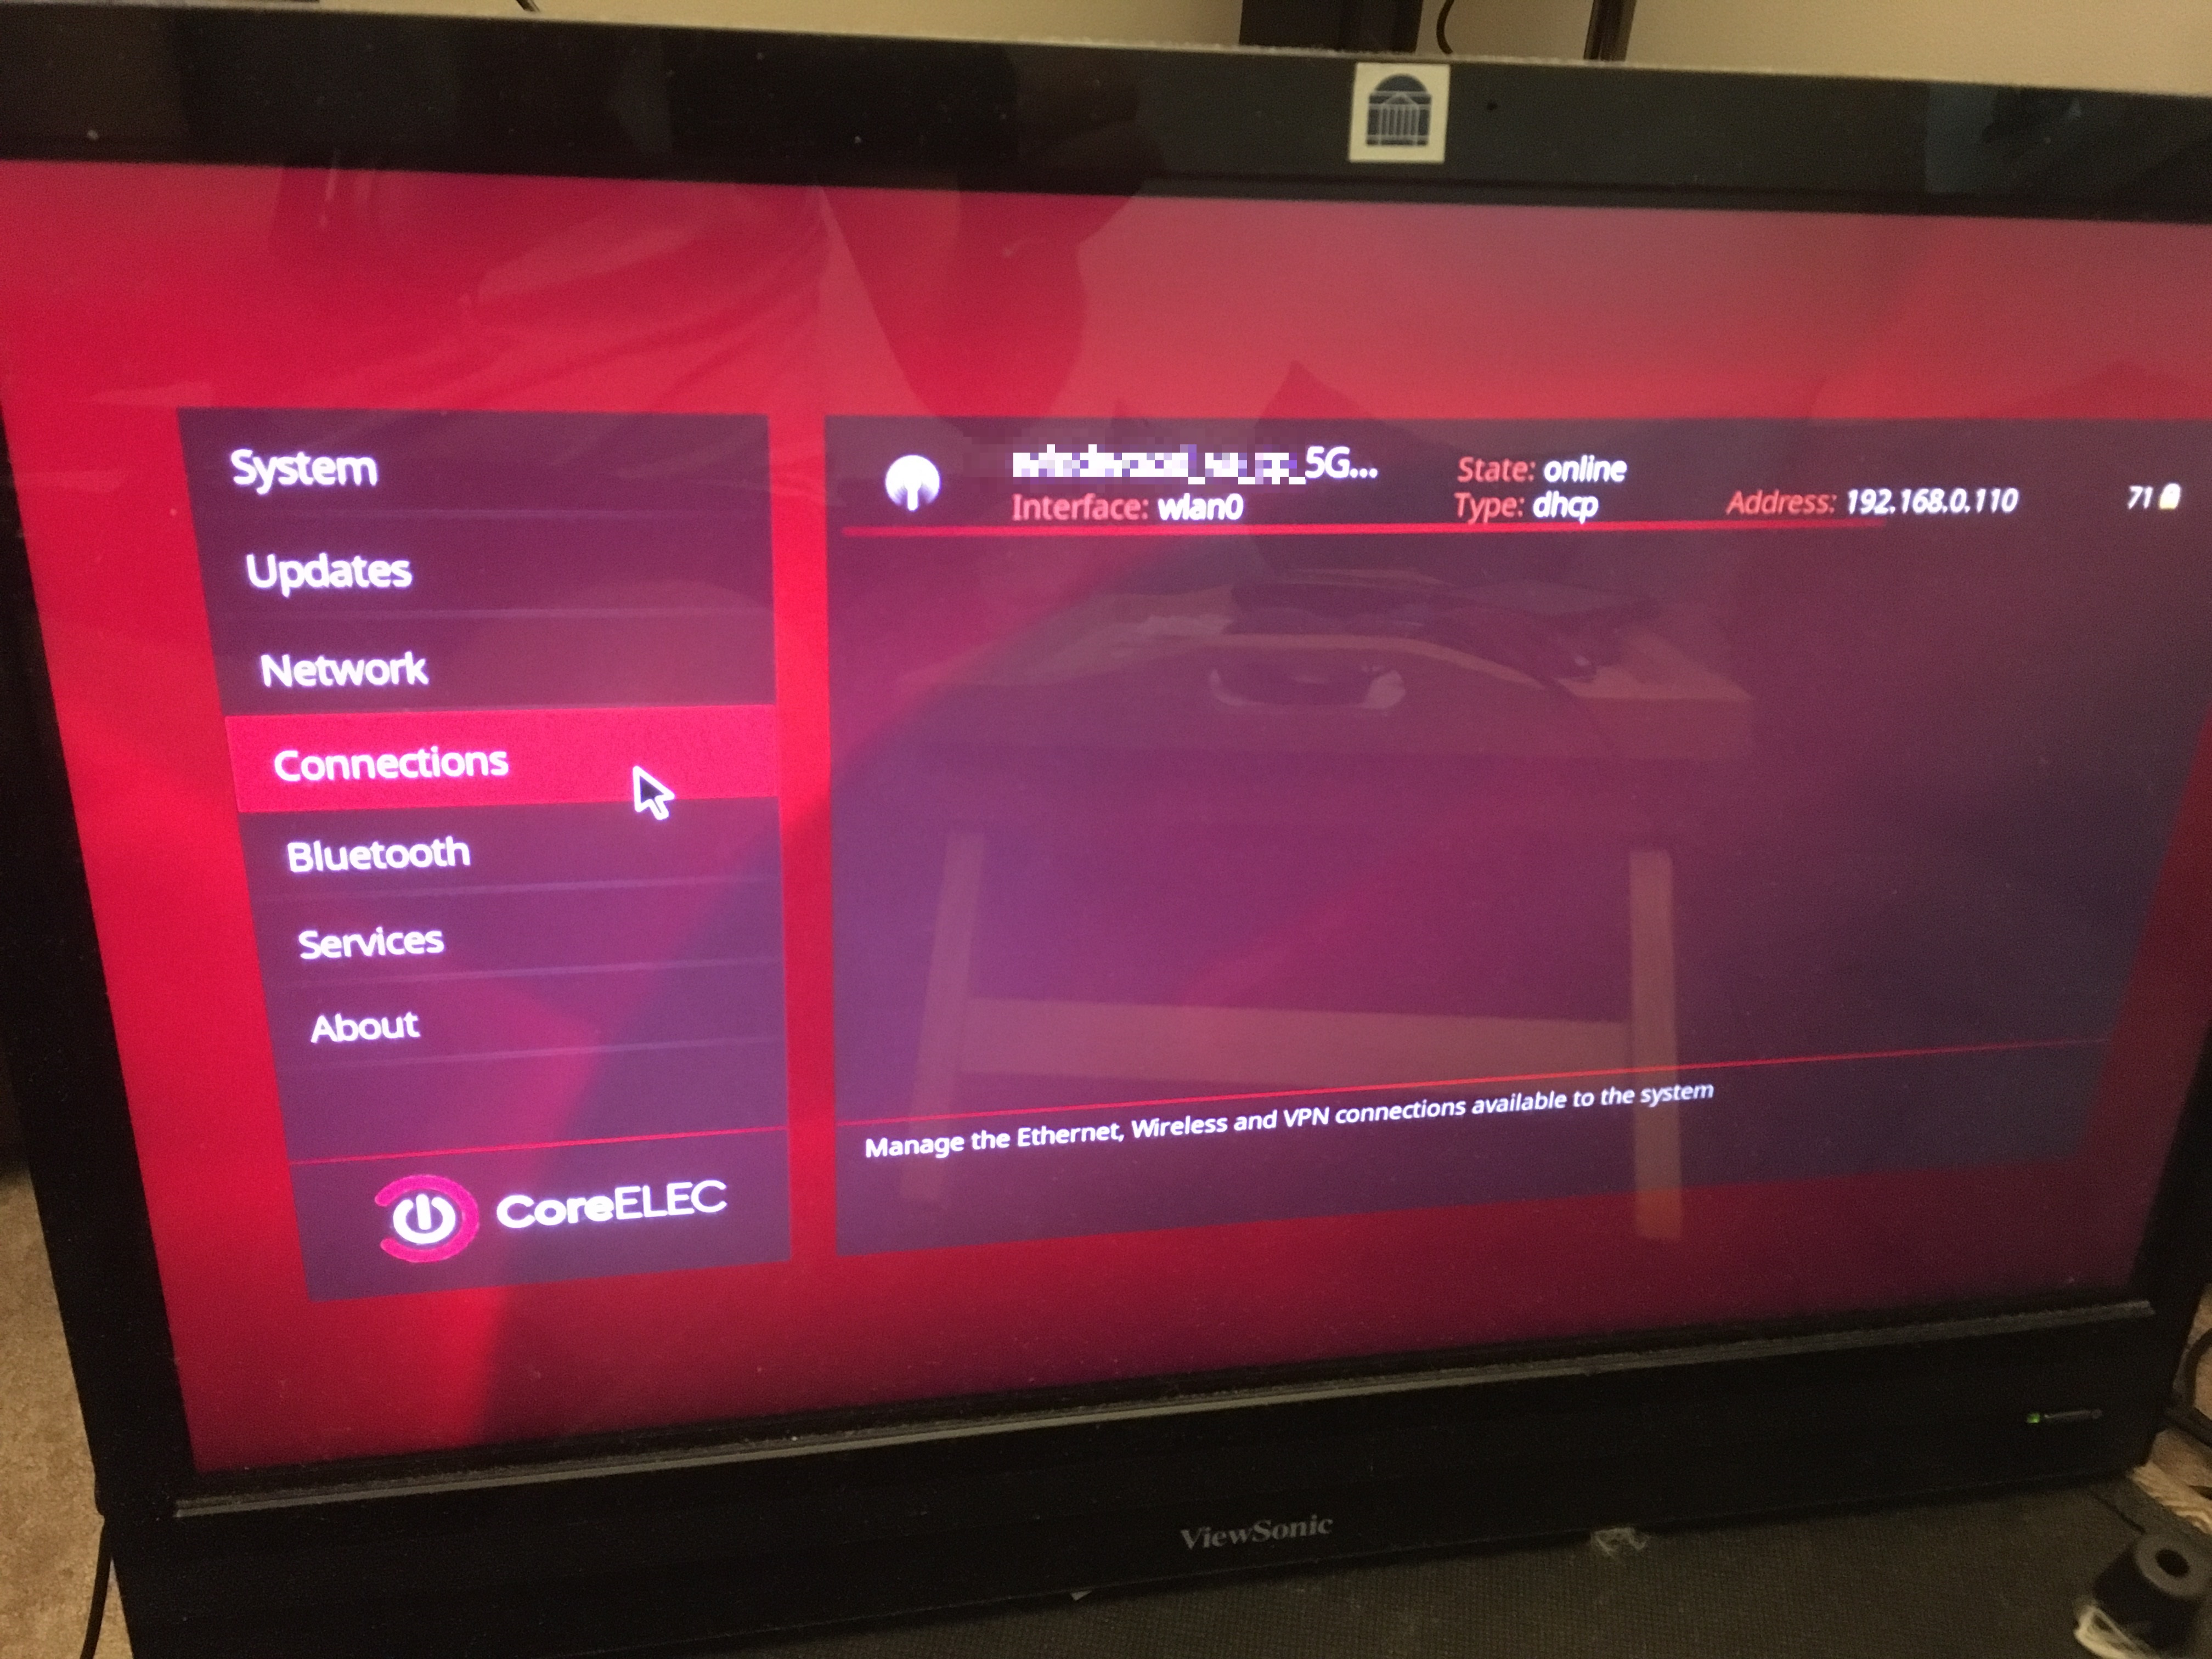 System
Updates
Network
Connections
Bluetooth
Services
About
CoreELEC
_5G...
State: online
Interface: wlan0
Type: dhcp
Address: 192.168.0.110
71
Manage the Ethernet, Wireless and VPN connections available to the system
ViewSonic